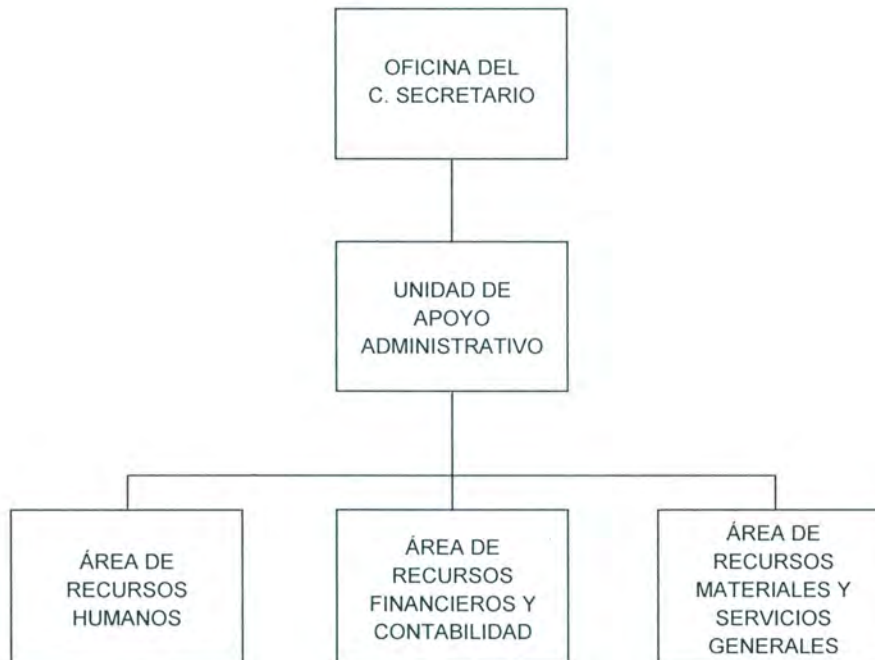 OFICINA DEL
C. SECRETARIO
UNIDAD DE
APOYO
ADMINISTRATIVO
ÁREA DE
RECURSOS
HUMANOS
ÁREA DE
RECURSOS
FINANCIEROS Y
CONTABILIDAD
ÁREA DE
RECURSOS
MATERIALES Y
SERVICIOS
GENERALES